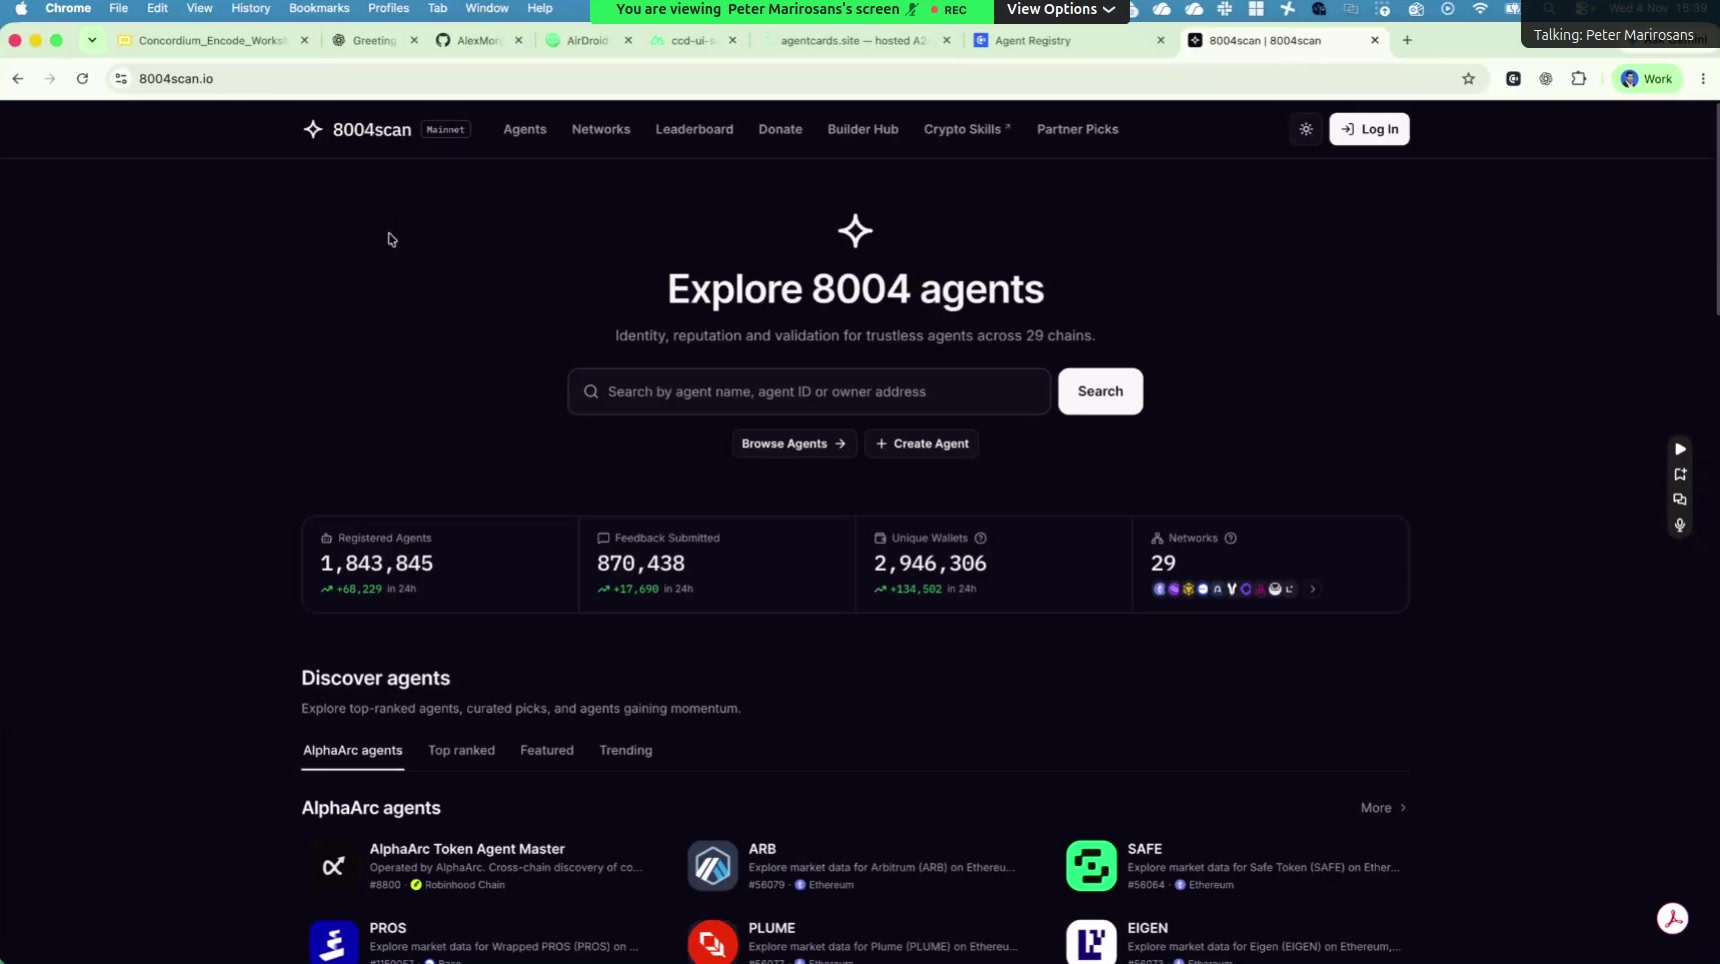 Chrome File Edit View History Bookmarks Profiles Tab Window Help
You are viewing Peter Marirosans's screen REC View Options
Wed 4 Nov 15:39
Talking: Peter Marirosans
Concordium_Encode_Works
Greeting
AlexMor
AirDroid
ccd-ui-s
agentcards.site — hosted A2
Agent Registry
8004scan | 8004scan
8004scan.io
Work
8004scan Mainnet Agents Networks Leaderboard Donate Builder Hub Crypto Skills Partner Picks Log In
Explore 8004 agents
Identity, reputation and validation for trustless agents across 29 chains.
Search by agent name, agent ID or owner address Search
Browse Agents → + Create Agent
Registered Agents
1,843,845
+68,229 in 24h
Feedback Submitted
870,438
+17,690 in 24h
Unique Wallets
2,946,306
+134,502 in 24h
Networks
29
Discover agents
Explore top-ranked agents, curated picks, and agents gaining momentum.
AlphaArc agents Top ranked Featured Trending
AlphaArc agents More
AlphaArc Token Agent Master
Operated by AlphaArc. Cross-chain discovery of co...
#8800 · Robinhood Chain
ARB
Explore market data for Arbitrum (ARB) on Ethereu...
#56079 · Ethereum
SAFE
Explore market data for Safe Token (SAFE) on Ether...
#56064 · Ethereum
PROS
Explore market data for Wrapped PROS (PROS) on ...
PLUME
Explore market data for Plume (PLUME) on Ethereu...
EIGEN
Explore market data for Eigen (EIGEN) on Ethereum,...